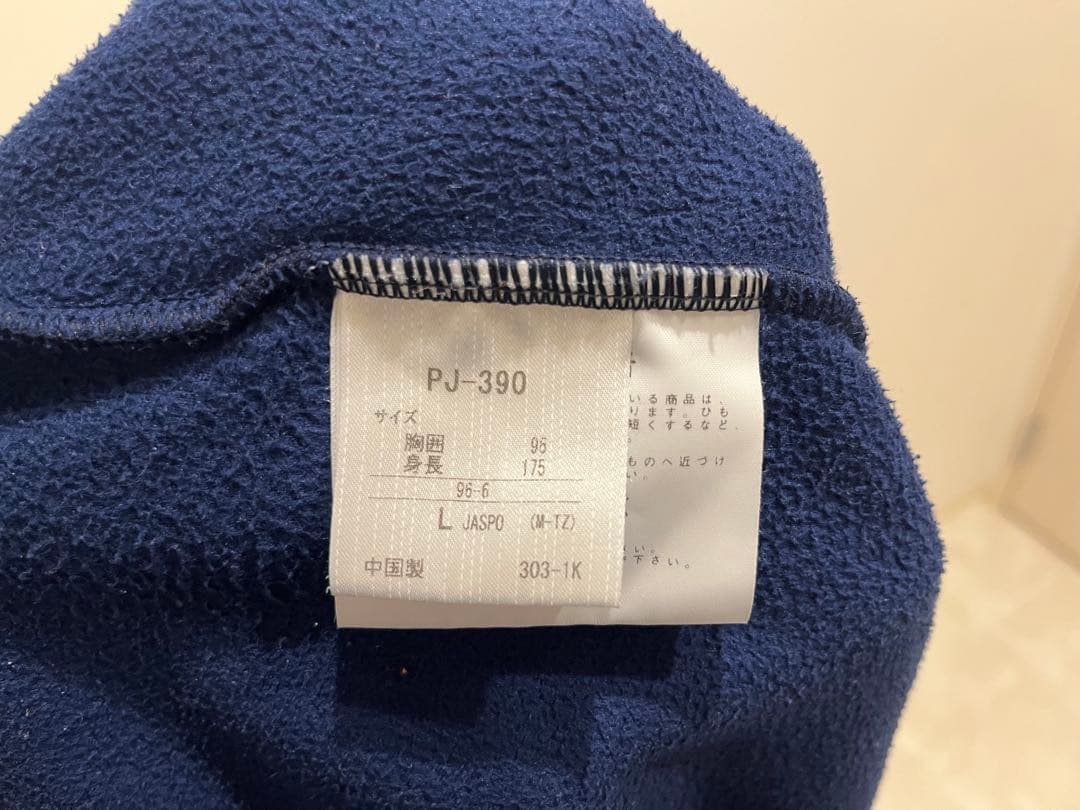 PJ-390
サイズ
胸囲 96
身長 175
96-6
L JASPO (M-TZ)
中国製 303-1K
いる商品は、
ります。ひも
短くするなど、
。
ものへ近づけ
い。
さい。
下さい。